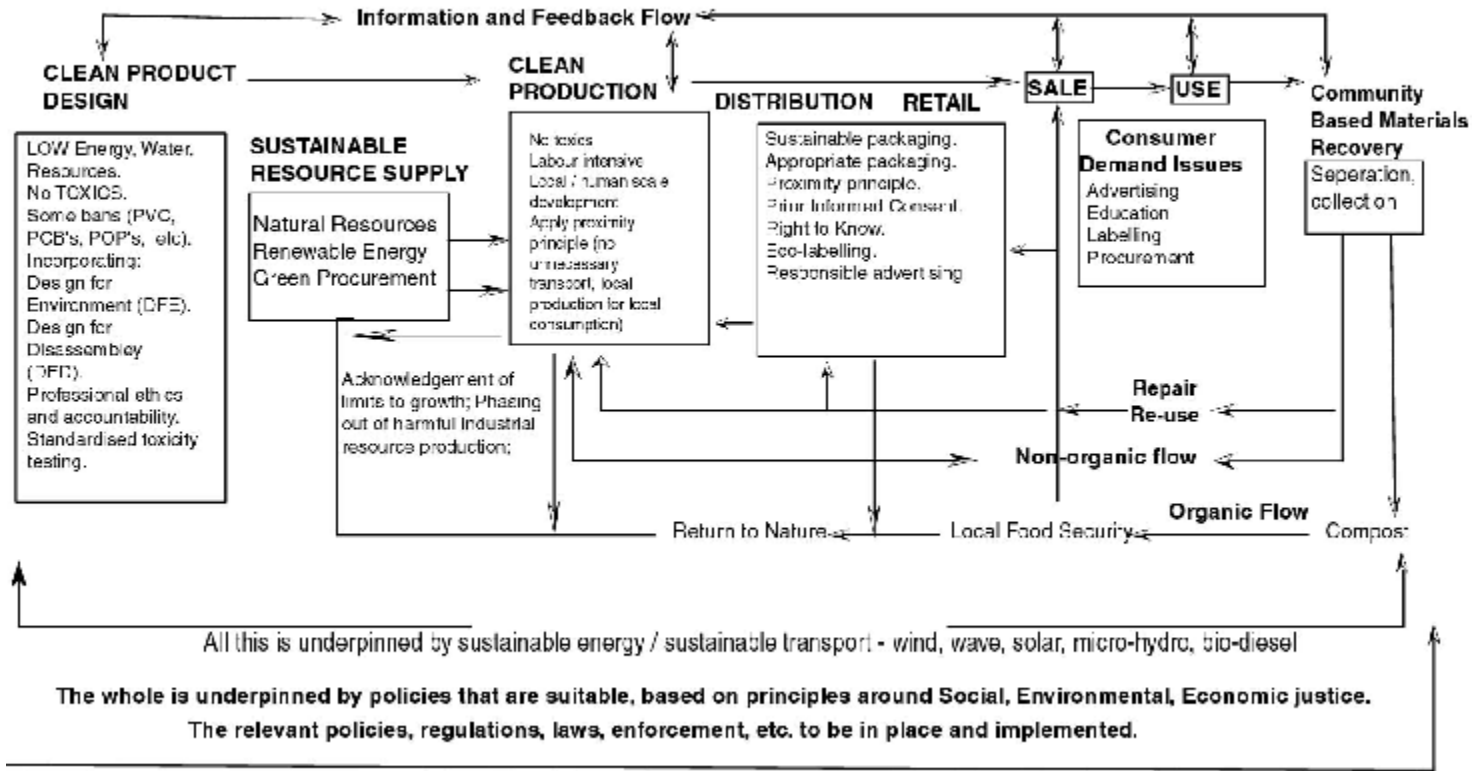 Information and Feedback Flow
CLEAN PRODUCT
DESIGN
LOW Energy, Water.
Resources.
No TOXICS.
Some bans (PVC,
PCB's, POP's, etc).
Incorporating:
Design for
Environment (DFE).
Design for
Disassembley
(DFD).
Professional ethics
and accountability.
Standardised toxicity
testing.
SUSTAINABLE
RESOURCE SUPPLY
Natural Resources
Renewable Energy
Green Procurement
CLEAN
PRODUCTION
No toxics
Labour intensive
Local / human scale
development
Apply proximity
principle (no
unnecessary
transport, local
production for local
consumption)
Acknowledgement of
limits to growth; Phasing
out of harmful industrial
resource production;
DISTRIBUTION RETAIL
Sustainable packaging.
Appropriate packaging.
Proximity principle.
Prior Informed Consent.
Right to Know.
Eco-labelling.
Responsible advertising
SALE
USE
Consumer
Demand Issues
Advertising
Education
Labelling
Procurement
Community
Based Materials
Recovery
Seperation,
collection
Repair
Re-use
Non-organic flow
Organic Flow
Return to Nature
Local Food Security
Compost
All this is underpinned by sustainable energy / sustainable transport - wind, wave, solar, micro-hydro, bio-diesel
The whole is underpinned by policies that are suitable, based on principles around Social, Environmental, Economic justice.
The relevant policies, regulations, laws, enforcement, etc. to be in place and implemented.